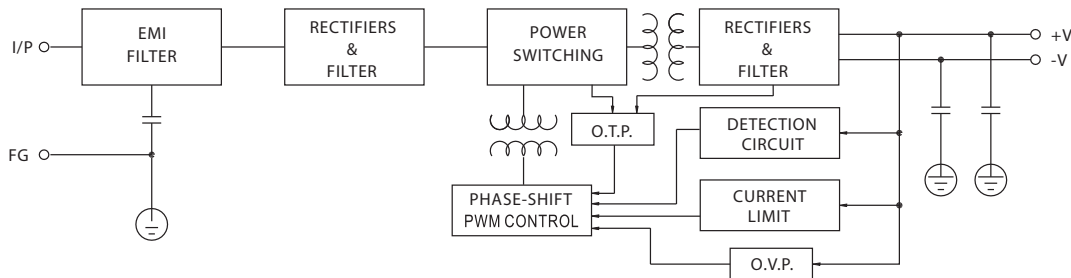 I/P
EMI
FILTER
RECTIFIERS
&
FILTER
POWER
SWITCHING
RECTIFIERS
&
FILTER
+V
-V
O.T.P.
DETECTION
CIRCUIT
FG
PHASE-SHIFT
PWM CONTROL
CURRENT
LIMIT
O.V.P.